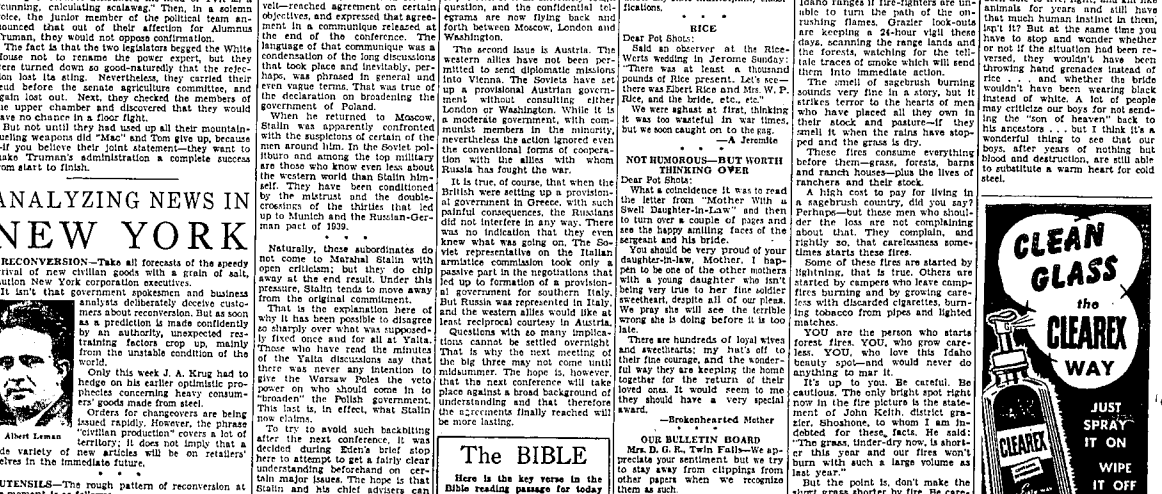 cunning, calculating scalawag." Then, in a solemn
voice, the junior member of the political team an-
nounced that out of their affection for Alumnus
Truman, they would not oppose confirmation.
The fact is that the two legislators begged the White
House not to rename the power expert, but they
were turned down so good-naturedly that the rejec-
tion lost its sting. Nevertheless, they carried their
feud before the senate agriculture committee, and
again lost out. Next, they checked the members of
the upper chamber and discovered that they would
have no chance in a floor fight.
But not until they had used up all their mountain-
dueling weapons did "Mac" and Tom give up, because
—if you believe their joint statement—they want to
make Truman's administration a complete success
from start to finish.
ANALYZING NEWS IN
NEW YORK
RECONVERSION—Take all forecasts of the speedy
arrival of new civilian goods with a grain of salt,
caution New York corporation executives.
It isn't that government spokesmen and business
analysts deliberately deceive custo-
mers about reconversion. But as soon
as a prediction is made confidently
by an authority, unexpected res-
training factors crop up, mainly
from the unstable condition of the
world.
Only this week J. A. Krug had to
hedge on his earlier optimistic pro-
phecies concerning heavy consum-
ers' goods made from steel.
Orders for changeovers are being
issued rapidly. However, the phrase
"civilian production" covers a lot of
territory; it does not imply that a
wide variety of new articles will be on retailers'
shelves in the immediate future.
Albert Leman
UTENSILS—The rough pattern of reconversion at
velt—reached agreement on certain
objectives, and expressed that agree-
ment in a communique released at
the end of the conference. The
language of that communique was a
condensation of the long discussions
that took place and inevitably, per-
haps, was phrased in general and
even vague terms. That was true of
the declaration on broadening the
government of Poland.
When he returned to Moscow,
Stalin was apparently confronted
with the suspicions of certain of the
men around him. In the Soviet pol-
itburo and among the top military
are those who know even less about
the western world than Stalin him-
self. They have been conditioned
by the mistrust and the double-
crossings of the thirties that led
up to Munich and the Russian-Ger-
man pact of 1939.
* * *
Naturally, these subordinates do
not come to Marshal Stalin with
open criticism; but they do chip
away at the end result. Under this
pressure, Stalin tends to move away
from the original commitment.
That is the explanation here of
why it has been possible to disagree
so sharply over what was supposed-
ly fixed once and for all at Yalta.
Those who have read the minutes
of the Yalta discussions say that
there was never any intention to
give the Warsaw Poles the veto
power on who should come in to
"broaden" the Polish government.
This last is, in effect, what Stalin
now claims.
To try to avoid such backbiting
after the next conference, it was
decided during Eden's brief stop
here to attempt to get a fairly clear
understanding beforehand on cer-
tain major issues. The hope is that
Stalin and his chief advisers can
question, and the confidential tel-
egrams are now flying back and
forth between Moscow, London and
Washington.
The second issue is Austria. The
western allies have not been per-
mitted to send diplomatic missions
into Vienna. The Soviets have set
up a provisional Austrian govern-
ment without consulting either
London or Washington. While it is
a moderate government, with com-
munist members in the minority,
nevertheless the action ignored even
the conventional forms of coopera-
tion with the allies with whom
Russia has fought the war.
It is true, of course, that when the
British were setting up a provision-
al government in Greece, with such
painful consequences, the Russians
did not interfere in any way. There
was no indication that they even
knew what was going on. The So-
viet representative on the Italian
armistice commission took only a
passive part in the negotiations that
led up to formation of a provision-
al government for southern Italy.
But Russia was represented in Italy,
and the western allies would like at
least reciprocal courtesy in Austria.
Questions with so many implica-
tions cannot be settled overnight
That is why the next meeting of
the big three may not come until
midsummer. The hope is, however,
that the next conference will take
place against a broad background of
understanding and that therefore
the agreements finally reached will
be more lasting.
The BIBLE
Here is the key verse in the
Bible reading passage for today
fications.
* * *
RICE
Dear Pot Shots:
Said an observer at the Rice-
Werts wedding in Jerome Sunday:
"There was at least a thousand
pounds of Rice present. Let's see—
there was Elbert Rice and Mrs. W. P.
Rice, and the bride, etc., etc."
We were aghast at first, thinking
it was too wasteful in war times,
but we soon caught on to the gag.
—A Jeromite
* * *
NOT HUMOROUS—BUT WORTH
THINKING OVER
Dear Pot Shots:
What a coincidence it was to read
the letter from "Mother With a
Swell Daughter-in-Law" and then
to turn over a couple of pages and
see the happy smiling faces of the
sergeant and his bride.
You should be very proud of your
daughter-in-law, Mother. I hap-
pen to be one of the other mothers
with a young daughter who isn't
being very true to her fine soldier
sweetheart, despite all of our pleas.
We pray she will see the terrible
wrong she is doing before it is too
late.
There are hundreds of loyal wives
and sweethearts; my hat's off to
their fine courage, and the wonder-
ful way they are keeping the home
together for the return of their
loved ones. It would seem to me
they should have a very special
award.
—Brokenhearted Mother
* * *
OUR BULLETIN BOARD
Mrs. D. G. R., Twin Falls—We ap-
preciate your sentiment but we try
to stay away from clippings from
other papers when we recognize
them as such.
Idaho ranges if fire-fighters are un-
able to turn the path of the on-
rushing flames. Grazier look-outs
are keeping a 24-hour vigil these
days, scanning the range lands and
the forests, watching for the tell-
tale traces of smoke which will send
them into immediate action.
The smell of sagebrush burning
sounds very fine in a story, but it
strikes terror to the hearts of men
who have placed all they own in
their stock and pasture—if they
smell it when the rains have stop-
ped and the grass is dry.
These fires consume everything
before them—grass, forests, barns
and ranch houses—plus the lives of
ranchers and their stock.
A high cost to pay for living in
a sagebrush country, did you say?
Perhaps—but these men who shoul-
der the loss are not complaining
about that. They complain, and
rightly so, that carelessness some-
times starts these fires.
Some of these fires are started by
lightning, that is true. Others are
started by campers who leave camp-
fires burning and by growing care-
less with discarded cigarettes, burn-
ing tobacco from pipes and lighted
matches.
YOU are the person who starts
forest fires. YOU, who grow care-
less. YOU, who love this Idaho
beauty spot—and would never do
anything to mar it.
It's up to you. Be careful. Be
cautious. The only bright spot right
now in the fire picture is the state-
ment of John Keith, district gra-
zier, Shoshone, to whom I am in-
debted for these facts. He said:
"The grass, tinder-dry now, is short-
er this year and our fires won't
burn with such a large volume as
last year."
But the point is, don't make the
short grass shorter by fire. Be care-
animals for years of still have
that much human instinct in them,
isn't it? But at the same time you
have to stop and wonder whether
or not if the situation had been re-
versed, they wouldn't have been
throwing hand grenades instead of
rice . . . and whether the bride
wouldn't have been wearing black
instead of white. A lot of people
may criticize our boys for not send-
ing the "son of heaven" back to
his ancestors . . . but I think it's a
wonderful thing to see that our
boys, after years of nothing but
blood and destruction, are still able
to substitute a warm heart for cold
steel.
CLEAN
GLASS
the
CLEAREX
WAY
JUST
SPRAY
IT ON
WIPE
IT OFF
CLEAREX